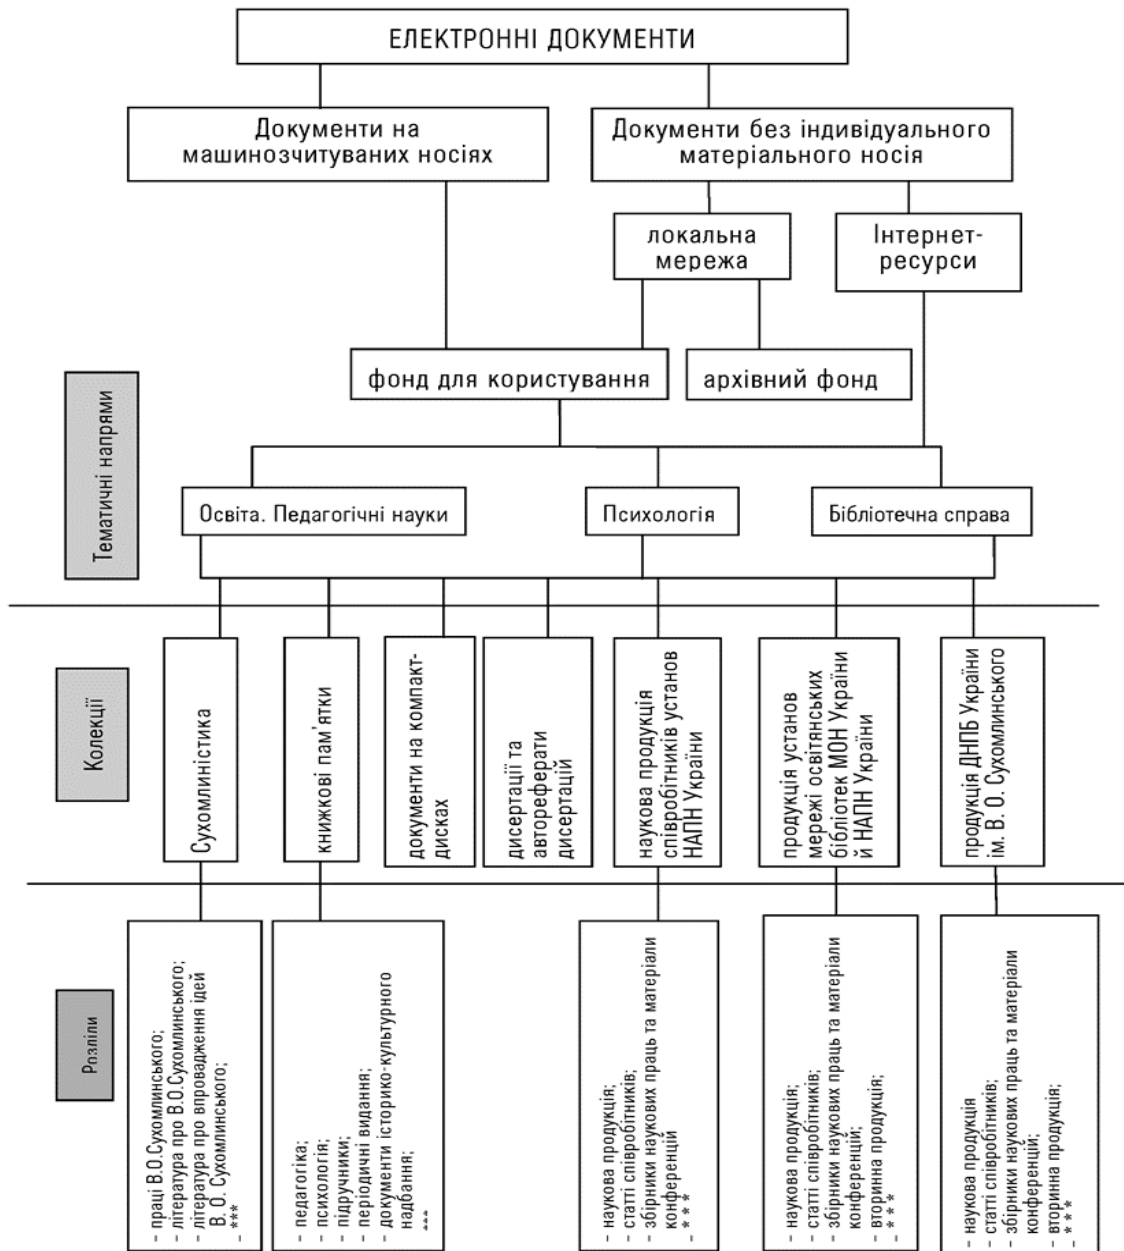 ЕЛЕКТРОННІ ДОКУМЕНТИ
Документи на
машинозчитуваних носіях
Документи без індивідуального
матеріального носія
локальна
мережа
Інтернет-
ресурси
фонд для користування
архівний фонд
Тематичні напрями
Освіта. Педагогічні науки
Психологія
Бібліотечна справа
Колекції
Сухомлиністика
книжкові пам'ятки
документи на компакт-
дисках
дисертації та
автореферати
дисертацій
наукова продукція
співробітників установ
НАПН України
продукція установ
мережі освітянських
бібліотек МОН України
й НАПН України
продукція ДНПБ України
ім. В. О. Сухомлинського
Розділи
– праці В.О.Сухомлинського;
– література про В.О.Сухомлинського;
– література про впровадження ідей
В. О. Сухомлинського;
– ***
– педагогіка;
– психологія;
– підручники;
– періодичні видання;
– документи історико-культурного
надбання;
***
– наукова продукція;
– статті співробітників;
– збірники наукових праць та матеріали
конференцій
– * * *
– наукова продукція;
– статті співробітників;
– збірники наукових праць та матеріали
конференцій;
– вторинна продукція;
– * * *
– наукова продукція
– статті співробітників;
– збірники наукових праць та матеріали
конференцій;
– вторинна продукція;
– * * *